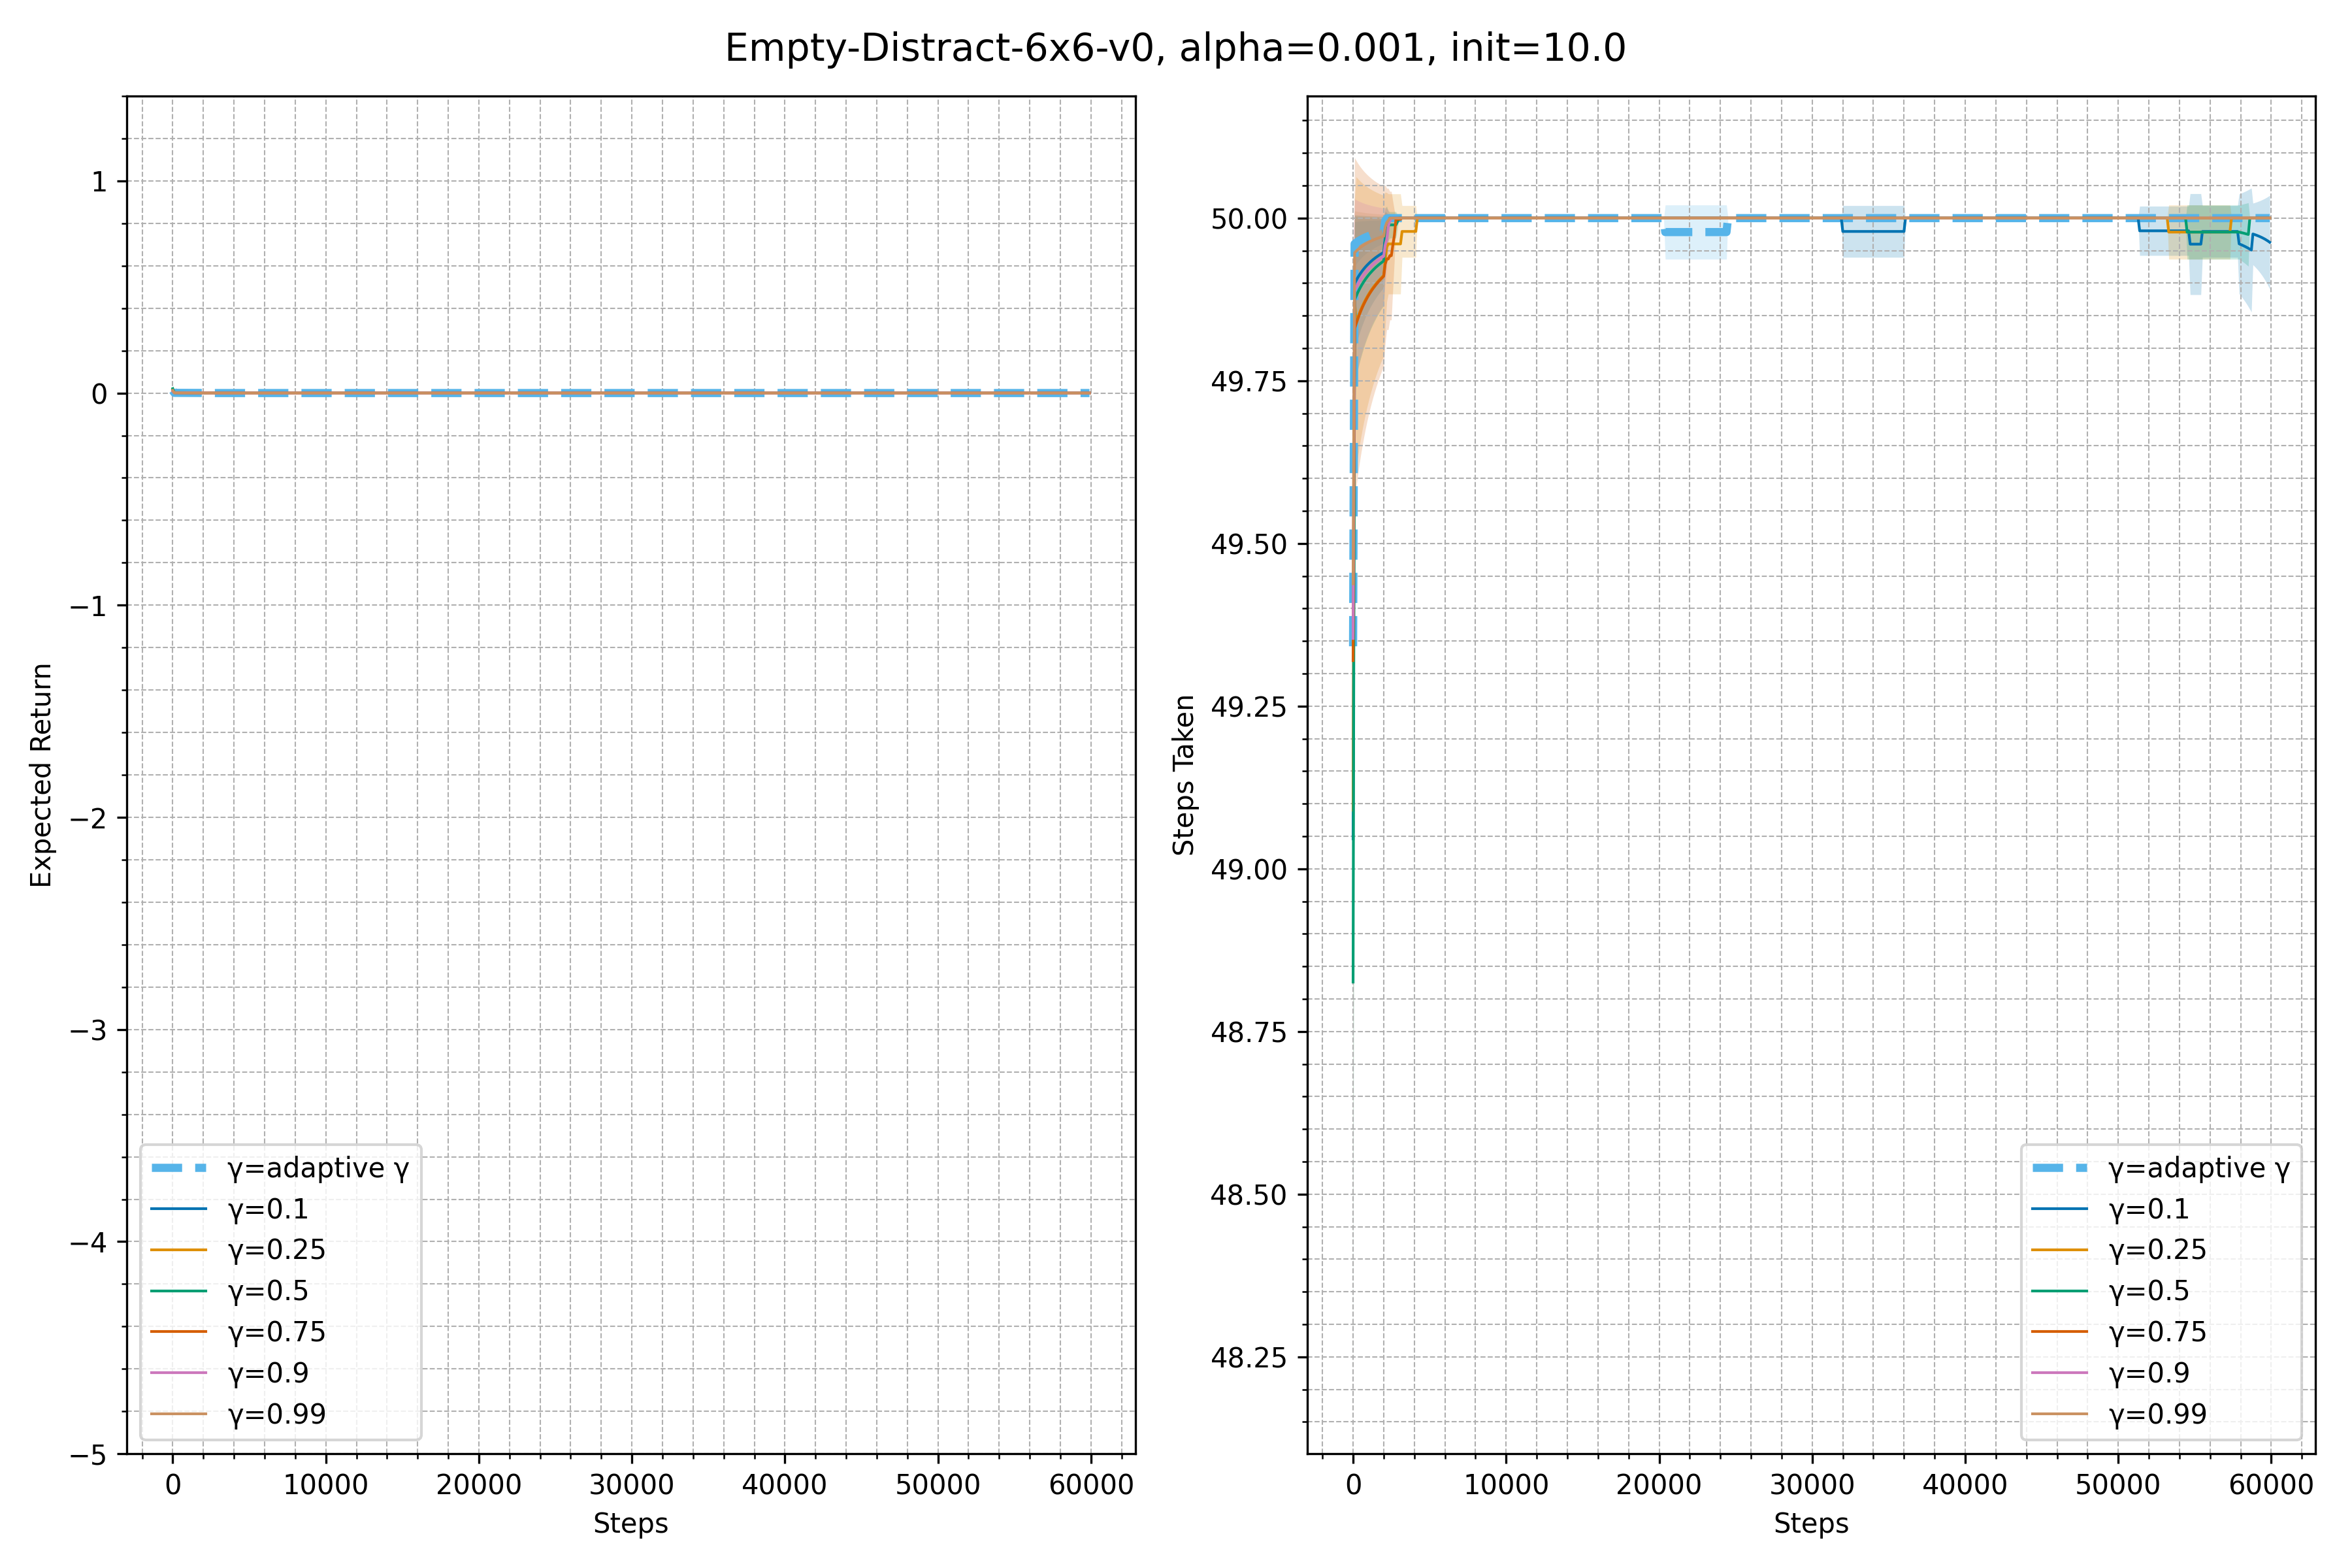 Empty-Distract-6x6-v0, alpha=0.001, init=10.0
Expected Return
1
0
−1
−2
−3
−4
−5
0
10000
20000
30000
40000
50000
60000
Steps
γ=adaptive γ
γ=0.1
γ=0.25
γ=0.5
γ=0.75
γ=0.9
γ=0.99
Steps Taken
50.00
49.75
49.50
49.25
49.00
48.75
48.50
48.25
0
10000
20000
30000
40000
50000
60000
Steps
γ=adaptive γ
γ=0.1
γ=0.25
γ=0.5
γ=0.75
γ=0.9
γ=0.99